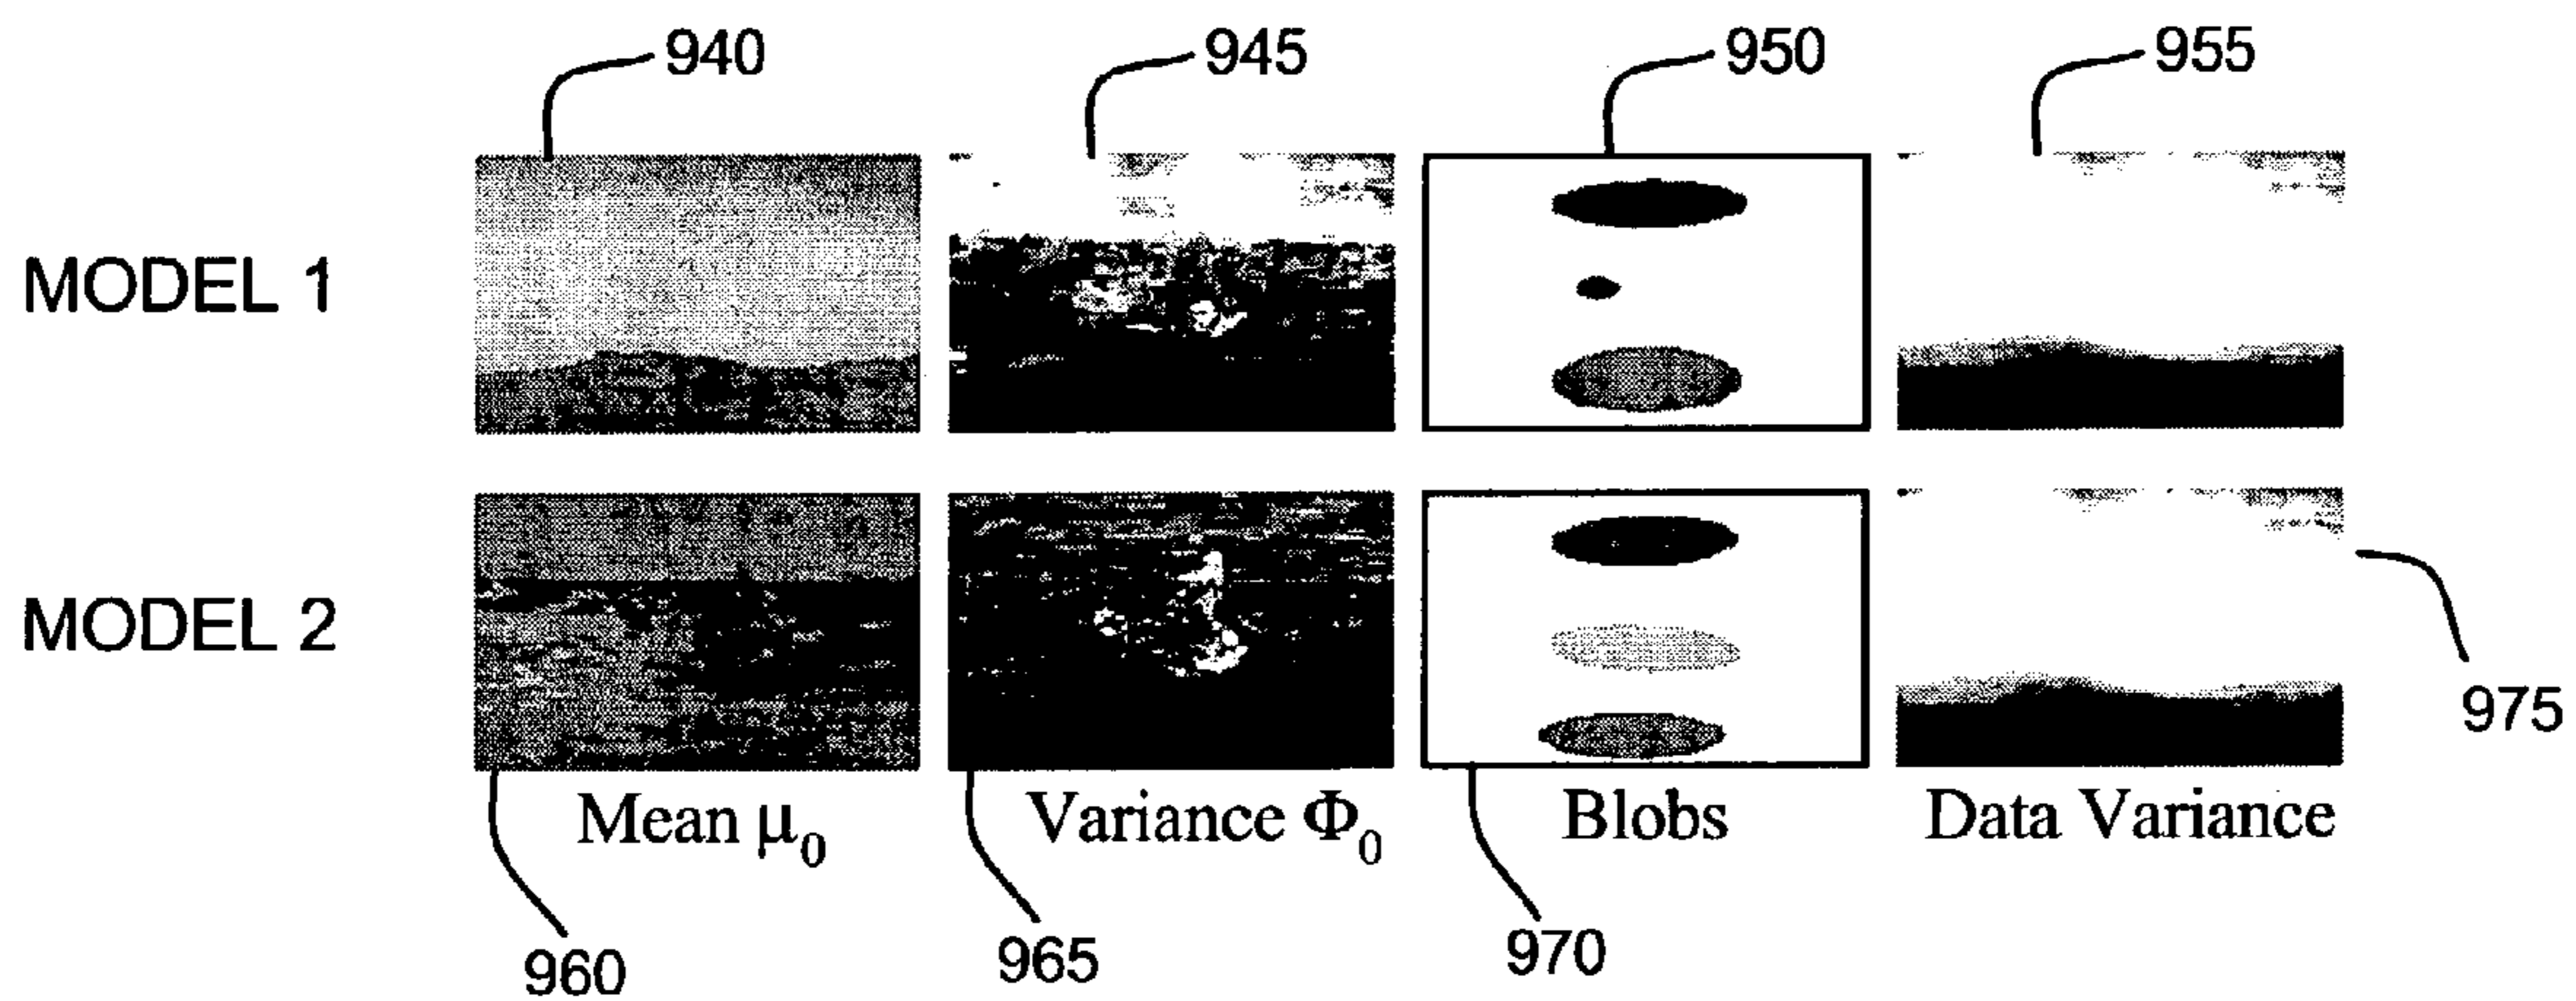 940 945 950 955
MODEL 1
MODEL 2
975
Mean μ₀ Variance Φ₀ Blobs Data Variance
960 965 970